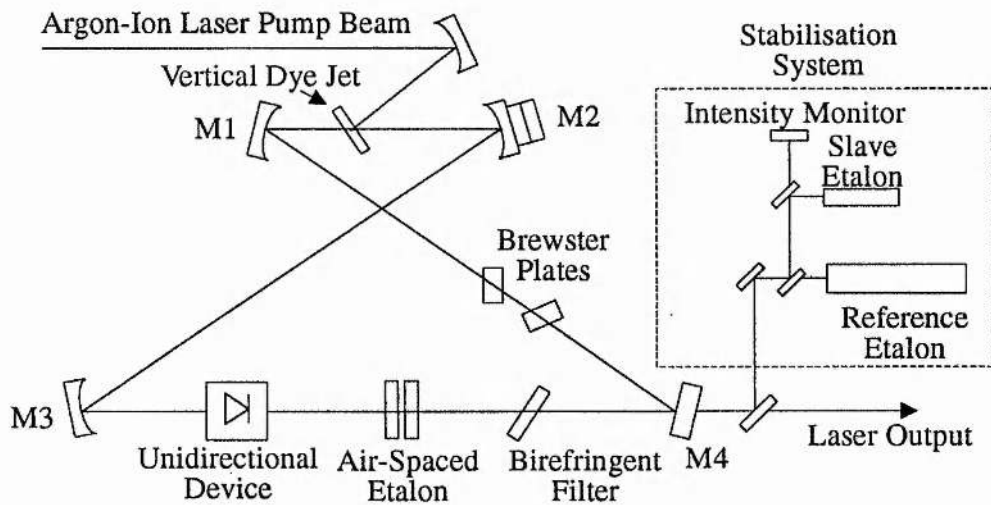 Argon-Ion Laser Pump Beam
Vertical Dye Jet
M1
M2
Stabilisation
System
Intensity Monitor
Slave
Etalon
Brewster
Plates
Reference
Etalon
M3
M4
Laser Output
Unidirectional
Device
Air-Spaced
Etalon
Birefringent
Filter